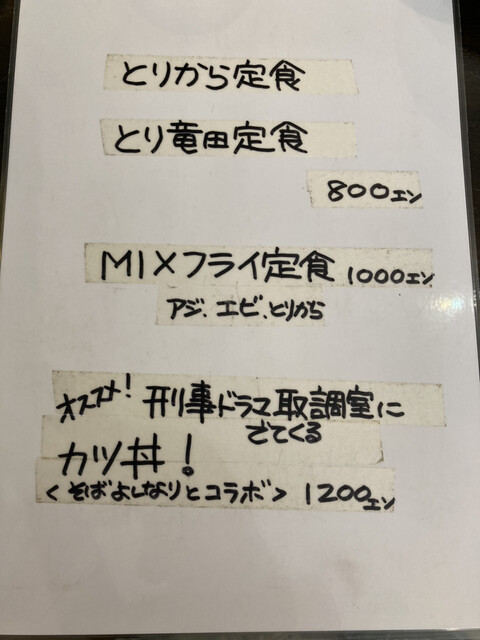 とりから定食
とり竜田定食
800エン
MIXフライ定食 1000エン
アジ、エビ、とりから
オススメ! 刑事ドラマ取調室に
でてくる
カツ丼!
<そばよしなりとコラボ> 1200エン